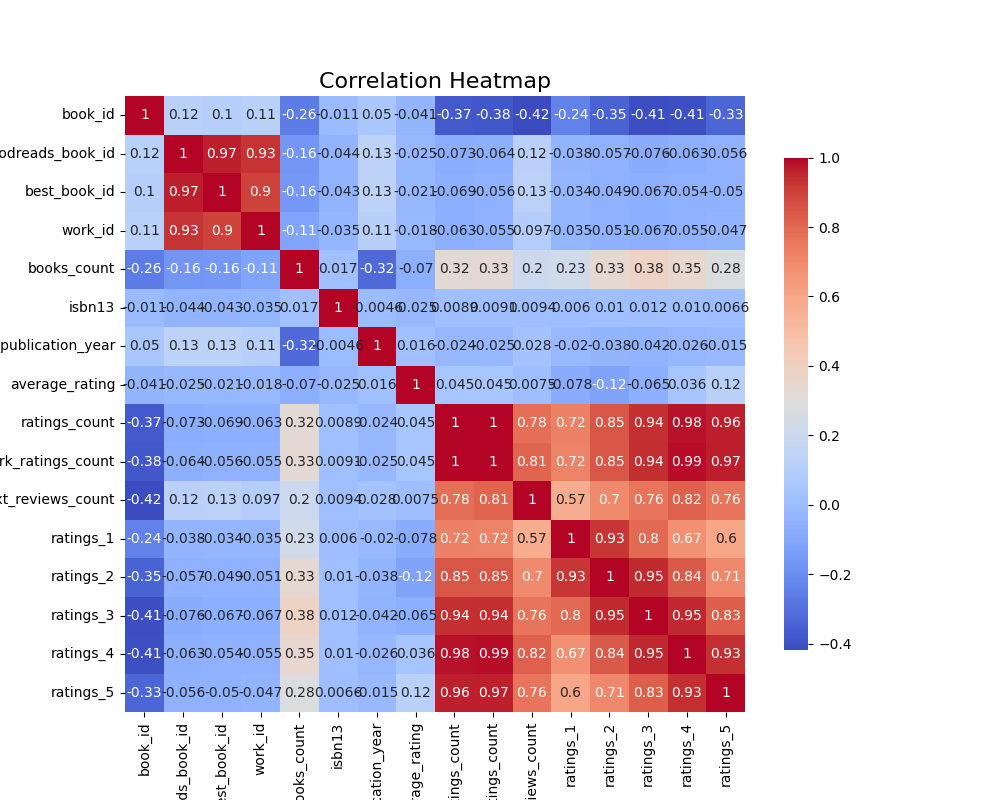 Correlation Heatmap
book_id 1 0.12 0.1 0.11 -0.26 -0.011 0.05 -0.041 -0.37 -0.38 -0.42 -0.24 -0.35 -0.41 -0.41 -0.33
odreads_book_id 0.12 1 0.97 0.93 -0.16 -0.044 0.13 -0.025 -0.073 -0.064 0.12 -0.038 -0.057 -0.076 -0.063 -0.056
best_book_id 0.1 0.97 1 0.9 -0.16 -0.043 0.13 -0.021 -0.069 -0.056 0.13 -0.034 -0.049 -0.067 -0.054 -0.05
work_id 0.11 0.93 0.9 1 -0.11 -0.035 0.11 -0.018 -0.063 -0.055 0.097 -0.035 -0.051 -0.067 -0.055 -0.047
books_count -0.26 -0.16 -0.16 -0.11 1 0.017 -0.32 -0.07 0.32 0.33 0.2 0.23 0.33 0.38 0.35 0.28
isbn13 -0.011 -0.044 -0.043 -0.035 0.017 1 0.0046 -0.025 0.0089 0.0091 0.0094 0.006 0.01 0.012 0.01 0.0066
publication_year 0.05 0.13 0.13 0.11 -0.32 0.0046 1 0.016 -0.024 -0.025 -0.028 -0.02 -0.038 -0.042 -0.026 -0.015
average_rating -0.041 -0.025 -0.021 -0.018 -0.07 -0.025 0.016 1 0.045 0.045 0.0075 -0.078 -0.12 -0.065 0.036 0.12
ratings_count -0.37 -0.073 -0.069 -0.063 0.32 0.0089 -0.024 0.045 1 1 0.78 0.72 0.85 0.94 0.98 0.96
rk_ratings_count -0.38 -0.064 -0.056 -0.055 0.33 0.0091 -0.025 0.045 1 1 0.81 0.72 0.85 0.94 0.99 0.97
xt_reviews_count -0.42 0.12 0.13 0.097 0.2 0.0094 -0.028 0.0075 0.78 0.81 1 0.57 0.7 0.76 0.82 0.76
ratings_1 -0.24 -0.038 -0.034 -0.035 0.23 0.006 -0.02 -0.078 0.72 0.72 0.57 1 0.93 0.8 0.67 0.6
ratings_2 -0.35 -0.057 -0.049 -0.051 0.33 0.01 -0.038 -0.12 0.85 0.85 0.7 0.93 1 0.95 0.84 0.71
ratings_3 -0.41 -0.076 -0.067 -0.067 0.38 0.012 -0.042 -0.065 0.94 0.94 0.76 0.8 0.95 1 0.95 0.83
ratings_4 -0.41 -0.063 -0.054 -0.055 0.35 0.01 -0.026 0.036 0.98 0.99 0.82 0.67 0.84 0.95 1 0.93
ratings_5 -0.33 -0.056 -0.05 -0.047 0.28 0.0066 -0.015 0.12 0.96 0.97 0.76 0.6 0.71 0.83 0.93 1
book_id
ds_book_id
est_book_id
work_id
ooks_count
isbn13
cation_year
rage_rating
tings_count
tings_count
iews_count
ratings_1
ratings_2
ratings_3
ratings_4
ratings_5
1.0
0.8
0.6
0.4
0.2
0.0
−0.2
−0.4